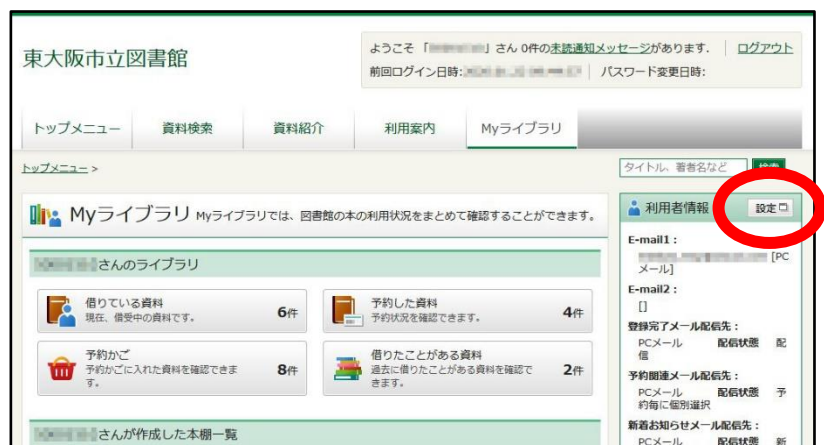 東大阪市立図書館
ようこそ 「 」 さん 0件の未読通知メッセージがあります. ログアウト
前回ログイン日時: パスワード変更日時:
トップメニュー 資料検索 資料紹介 利用案内 Myライブラリ
トップメニュー >
タイトル、著者名など 検索
Myライブラリ Myライブラリでは、図書館の本の利用状況をまとめて確認することができます。
利用者情報 設定
さんのライブラリ
E-mail1：
[PC
メール]
E-mail2：
[]
借りている資料 6件
現在、借受中の資料です。
予約した資料 4件
予約状況を確認できます。
予約かご 8件
予約かごに入れた資料を確認できま
す。
借りたことがある資料 2件
過去に借りたことがある資料を確認で
きます。
登録完了メール配信先：
PCメール 配信状態 配
信
予約関連メール配信先：
PCメール 配信状態 予
約毎に個別選択
新着お知らせメール配信先：
PCメール 配信状態 新
さんが作成した本棚一覧